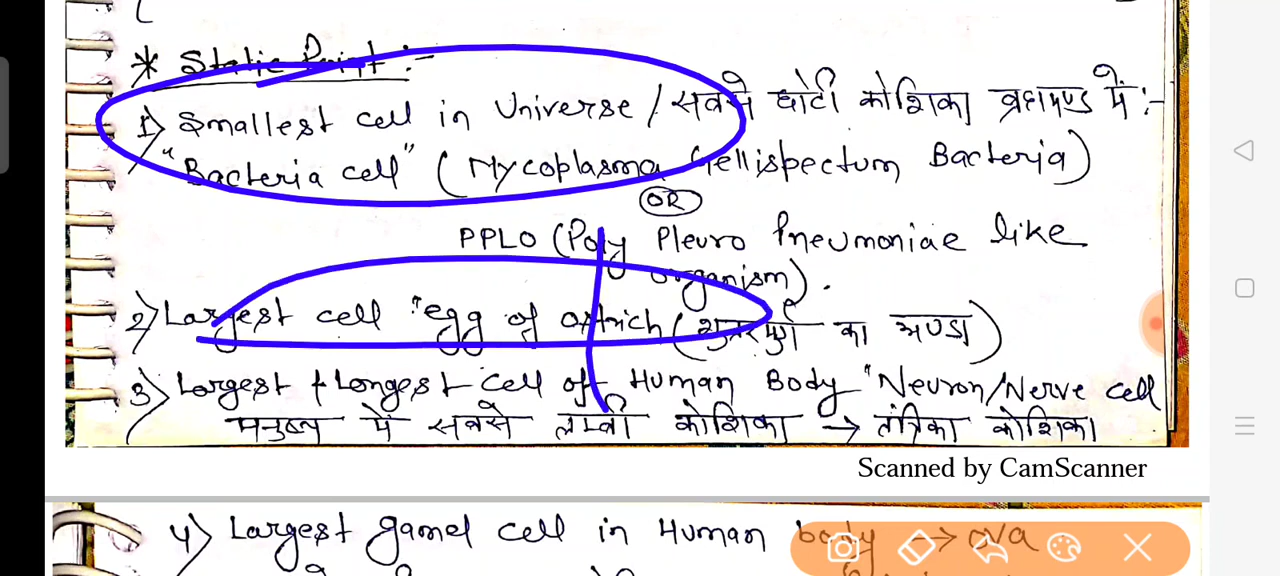 * Static Point :-
1) Smallest cell in Universe / सबसे छोटी कोशिका ब्रह्माण्ड में :-
"Bacteria cell" (Mycoplasma Gellispectum Bacteria)
OR
PPLO (Poly Pleuro Pneumoniae like
organism).
2) Largest cell "egg of ostrich (शुतुरमुर्ग का अण्डा)
3) Largest & Longest cell of Human Body "Neuron/Nerve cell
मनुष्य में सबसे लम्बी कोशिका → तंत्रिका कोशिका
Scanned by CamScanner
4) Largest gamel cell in Human body → ova